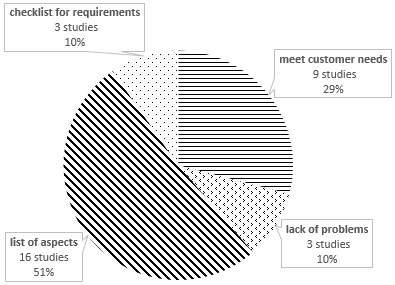 checklist for requirements
3 studies
10%
meet customer needs
9 studies
29%
lack of problems
3 studies
10%
list of aspects
16 studies
51%